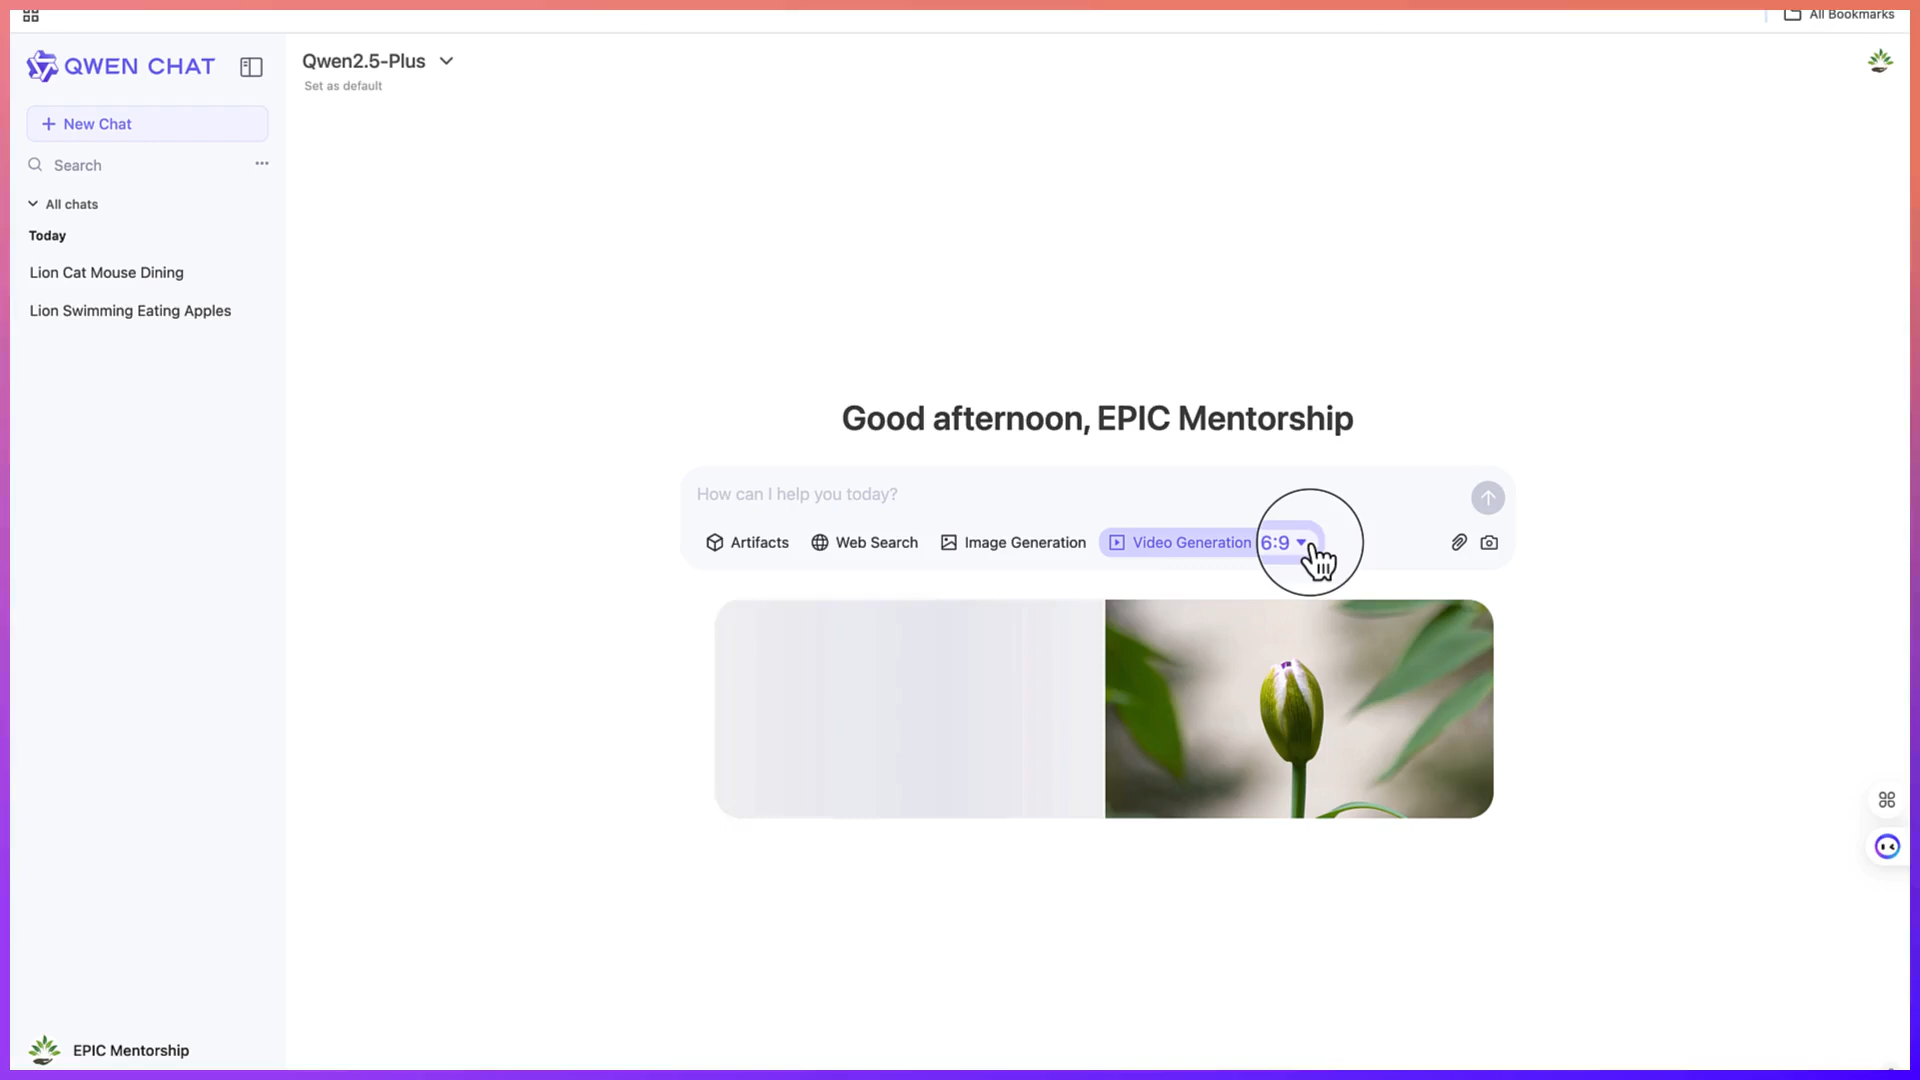 All Bookmarks
QWEN CHAT
Qwen2.5-Plus
Set as default
New Chat
Search
All chats
Today
Lion Cat Mouse Dining
Lion Swimming Eating Apples
Good afternoon, EPIC Mentorship
How can I help you today?
Artifacts
Web Search
Image Generation
Video Generation
6:9
EPIC Mentorship